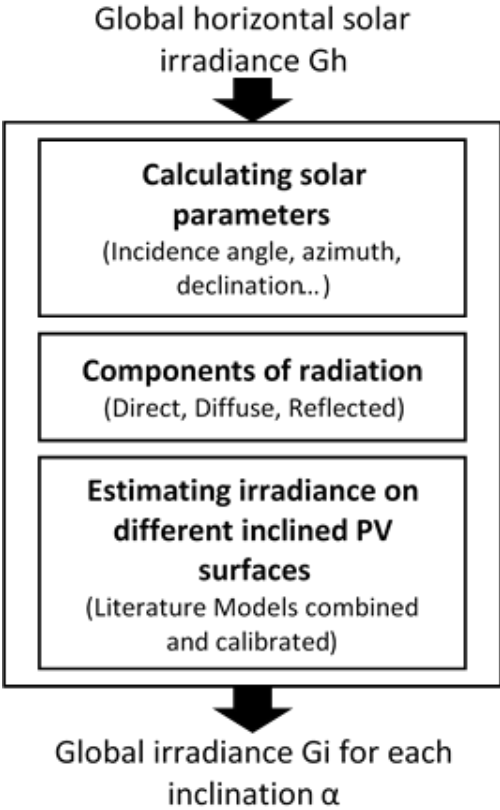 Global horizontal solar
irradiance Gh
Calculating solar
parameters
(Incidence angle, azimuth,
declination...)
Components of radiation
(Direct, Diffuse, Reflected)
Estimating irradiance on
different inclined PV
surfaces
(Literature Models combined
and calibrated)
Global irradiance Gi for each
inclination α